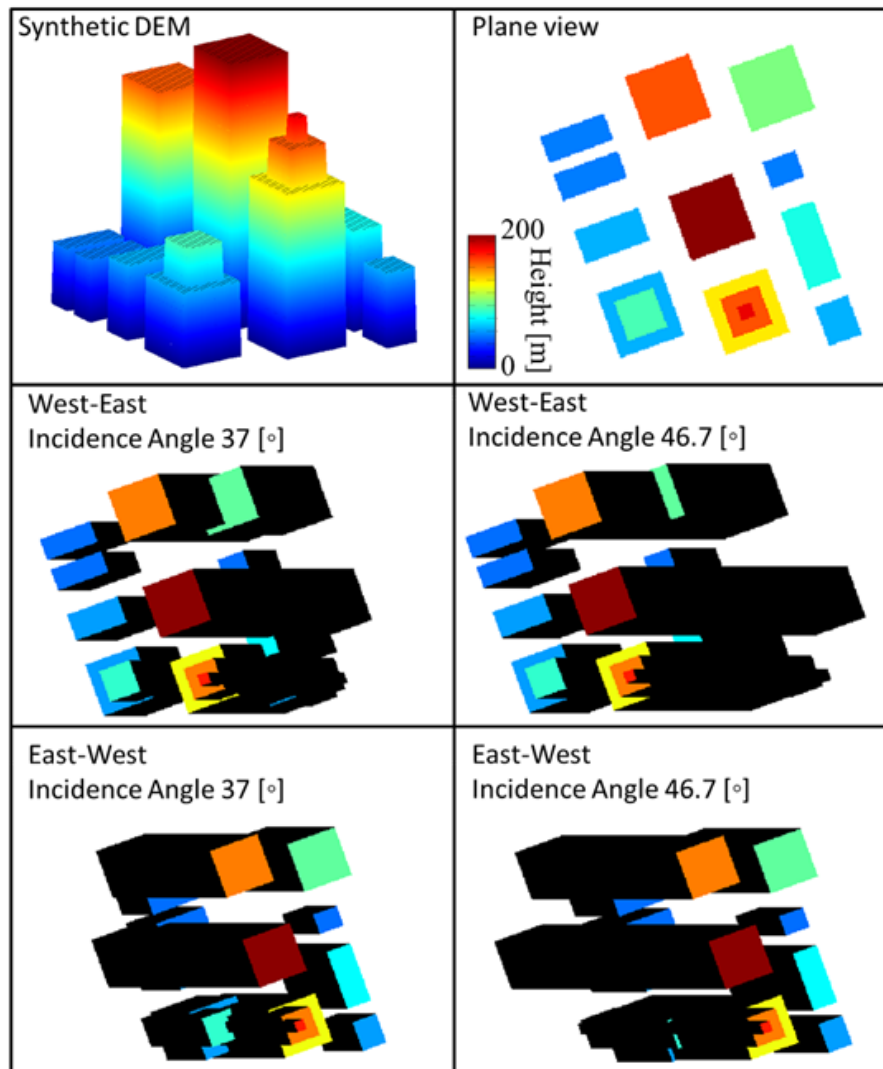 Synthetic DEM
Plane view
200
Height [m]
0
West-East
Incidence Angle 37 [°]
West-East
Incidence Angle 46.7 [°]
East-West
Incidence Angle 37 [°]
East-West
Incidence Angle 46.7 [°]